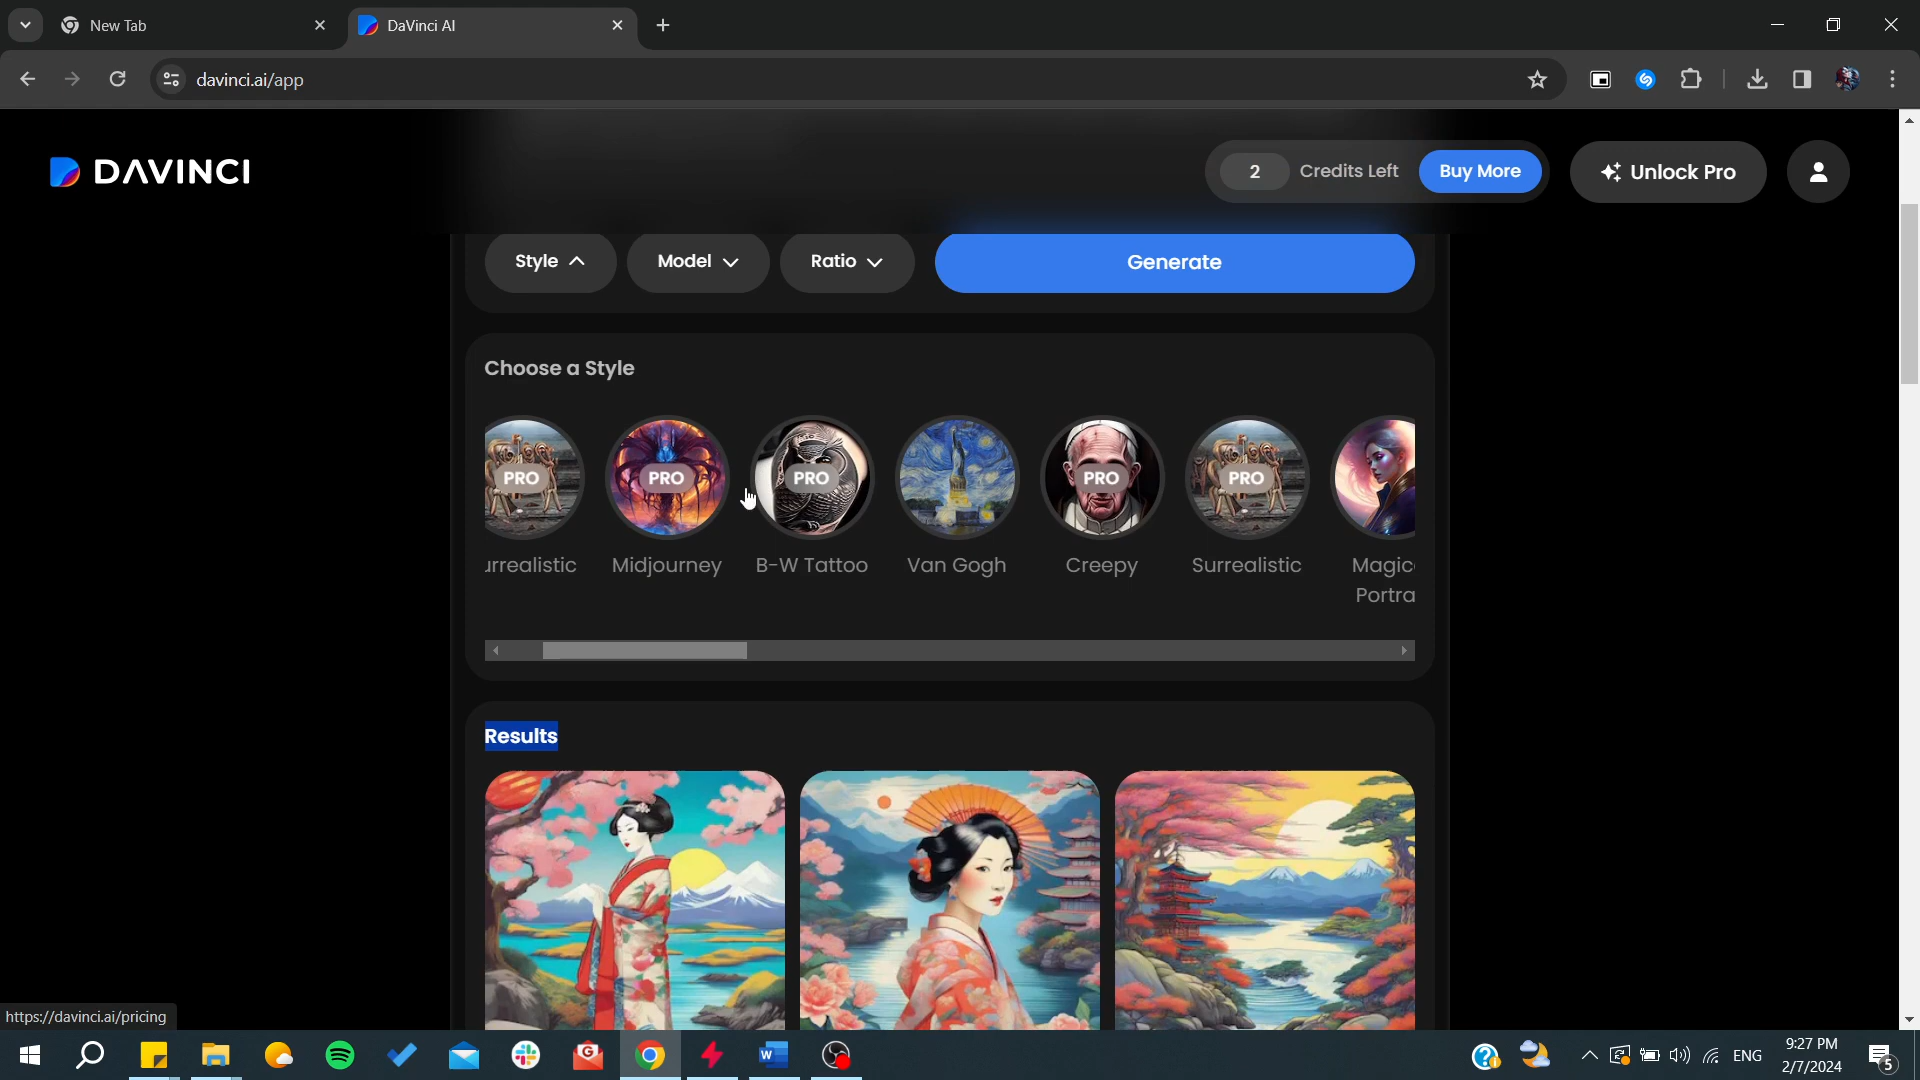 New Tab
DaVinci AI
davinci.ai/app
DAVINCI
2 Credits Left Buy More
Unlock Pro
Style Model Ratio Generate
Choose a Style
PRO PRO PRO PRO PRO
urrealistic Midjourney B-W Tattoo Van Gogh Creepy Surrealistic Magic
Portra
Results
https://davinci.ai/pricing
ENG
9:27 PM
2/7/2024
5